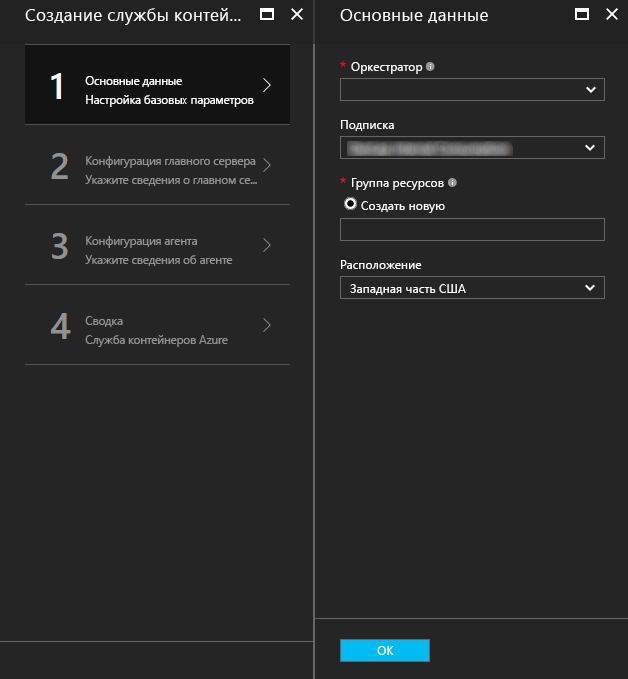 Создание службы контей...
1
Основные данные
Настройка базовых параметров
2
Конфигурация главного сервера
Укажите сведения о главном се...
3
Конфигурация агента
Укажите сведения об агенте
4
Сводка
Служба контейнеров Azure
Основные данные
* Оркестратор
Подписка
* Группа ресурсов
Создать новую
Расположение
Западная часть США
ОК